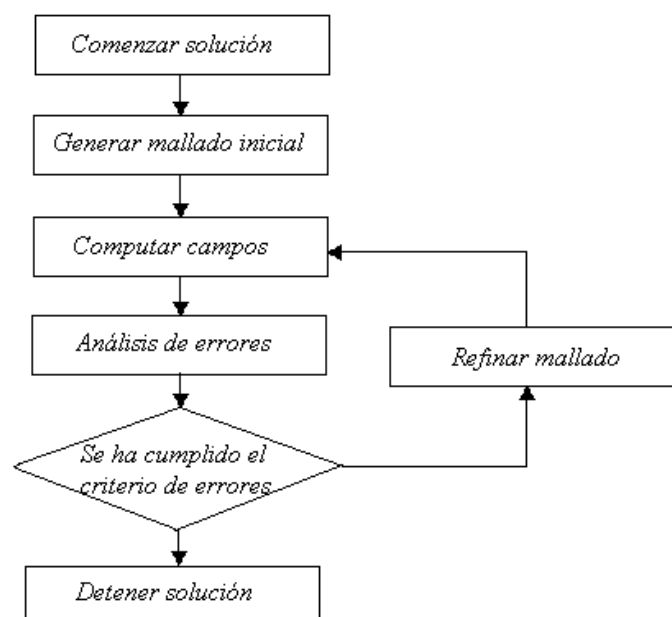 Comenzar solución
Generar mallado inicial
Computar campos
Análisis de errores
Refinar mallado
Se ha cumplido el
criterio de errores
Detener solución